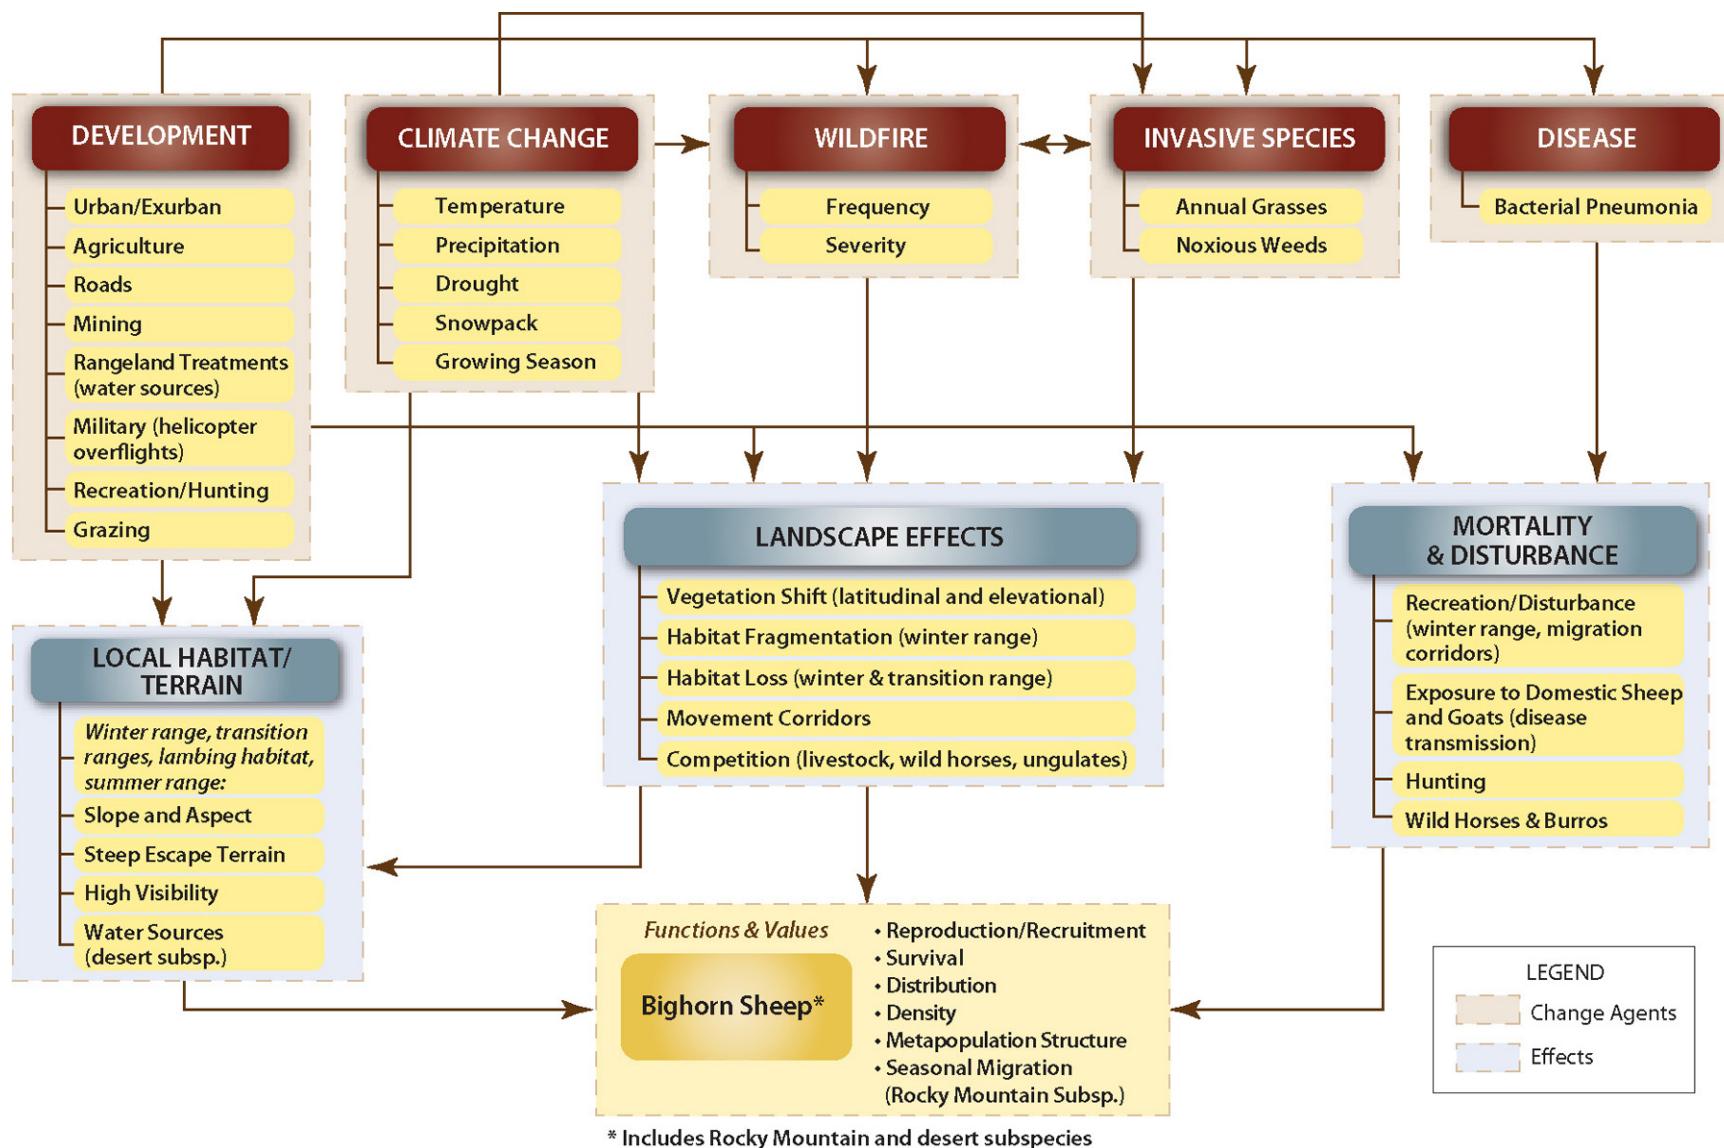 DEVELOPMENT
Urban/Exurban
Agriculture
Roads
Mining
Rangeland Treatments
(water sources)
Military (helicopter
overflights)
Recreation/Hunting
Grazing
CLIMATE CHANGE
Temperature
Precipitation
Drought
Snowpack
Growing Season
WILDFIRE
Frequency
Severity
INVASIVE SPECIES
Annual Grasses
Noxious Weeds
DISEASE
Bacterial Pneumonia
LOCAL HABITAT/
TERRAIN
Winter range, transition
ranges, lambing habitat,
summer range:
Slope and Aspect
Steep Escape Terrain
High Visibility
Water Sources
(desert subsp.)
LANDSCAPE EFFECTS
Vegetation Shift (latitudinal and elevational)
Habitat Fragmentation (winter range)
Habitat Loss (winter & transition range)
Movement Corridors
Competition (livestock, wild horses, ungulates)
MORTALITY
& DISTURBANCE
Recreation/Disturbance
(winter range, migration
corridors)
Exposure to Domestic Sheep
and Goats (disease
transmission)
Hunting
Wild Horses & Burros
Functions & Values
Bighorn Sheep*
• Reproduction/Recruitment
• Survival
• Distribution
• Density
• Metapopulation Structure
• Seasonal Migration
(Rocky Mountain Subsp.)
LEGEND
Change Agents
Effects
* Includes Rocky Mountain and desert subspecies